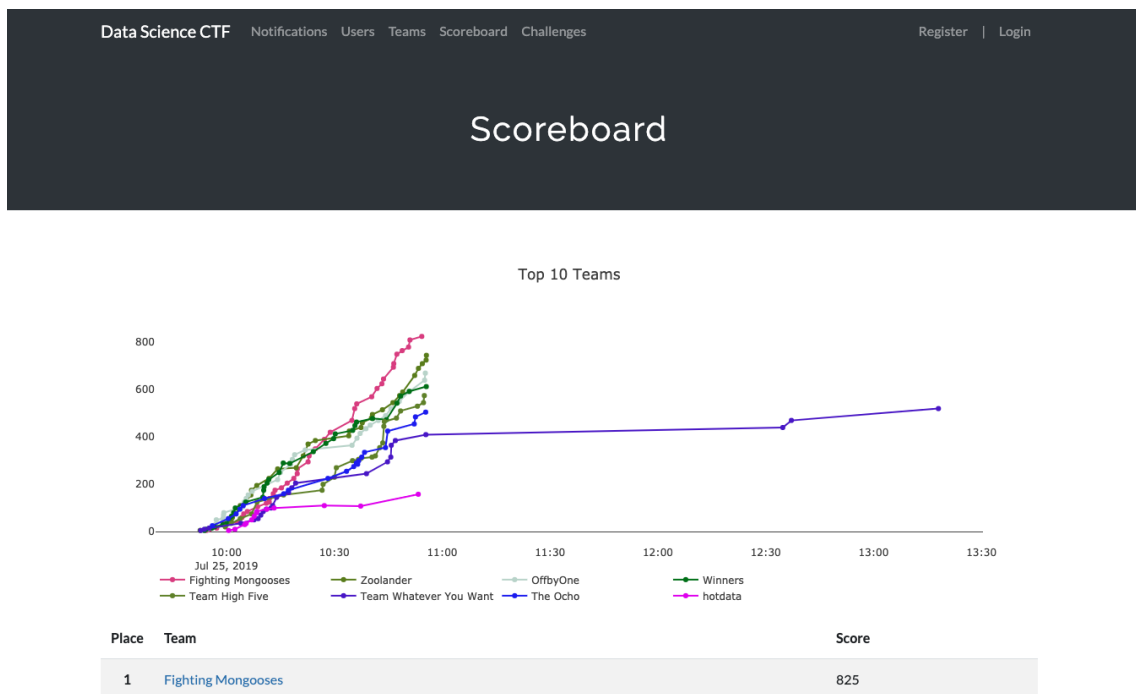 Data Science CTF Notifications Users Teams Scoreboard Challenges Register | Login
Scoreboard
Top 10 Teams
800
600
400
200
0
10:00 10:30 11:00 11:30 12:00 12:30 13:00 13:30
Jul 25, 2019
Fighting Mongooses Zoolander OffbyOne Winners
Team High Five Team Whatever You Want The Ocho hotdata
Place Team Score
1 Fighting Mongooses 825